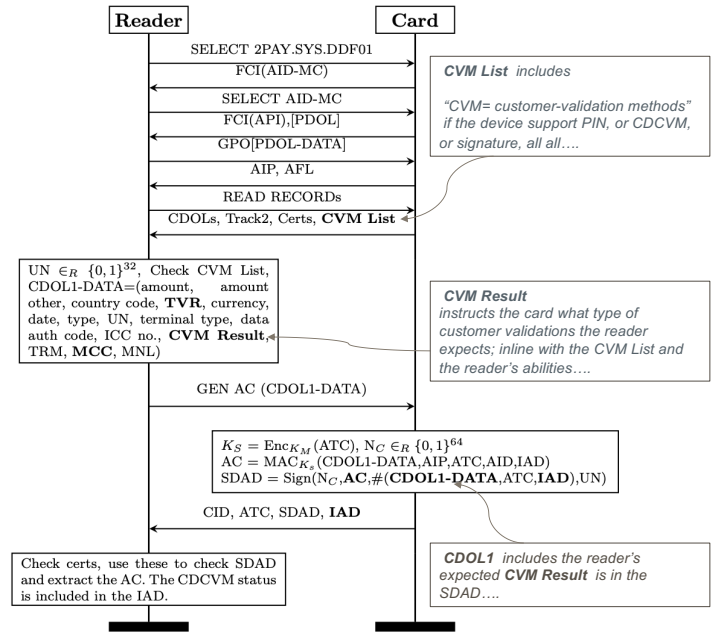 Reader
Card
SELECT 2PAY.SYS.DDF01
FCI(AID-MC)
SELECT AID-MC
FCI(API),[PDOL]
GPO[PDOL-DATA]
AIP, AFL
READ RECORDs
CDOLs, Track2, Certs, CVM List
CVM List includes
"CVM= customer-validation methods"
if the device support PIN, or CDCVM,
or signature, all all....
UN ∈R {0, 1}^32, Check CVM List,
CDOL1-DATA=(amount, amount
other, country code, TVR, currency,
date, type, UN, terminal type, data
auth code, ICC no., CVM Result,
TRM, MCC, MNL)
CVM Result
instructs the card what type of
customer validations the reader
expects; inline with the CVM List and
the reader's abilities....
GEN AC (CDOL1-DATA)
K_S = Enc_{K_M}(ATC), N_C ∈_R {0, 1}^64
AC = MAC_{K_s}(CDOL1-DATA,AIP,ATC,AID,IAD)
SDAD = Sign(N_C,AC,#(CDOL1-DATA,ATC,IAD),UN)
CID, ATC, SDAD, IAD
Check certs, use these to check SDAD
and extract the AC. The CDCVM status
is included in the IAD.
CDOL1 includes the reader's
expected CVM Result is in the
SDAD....